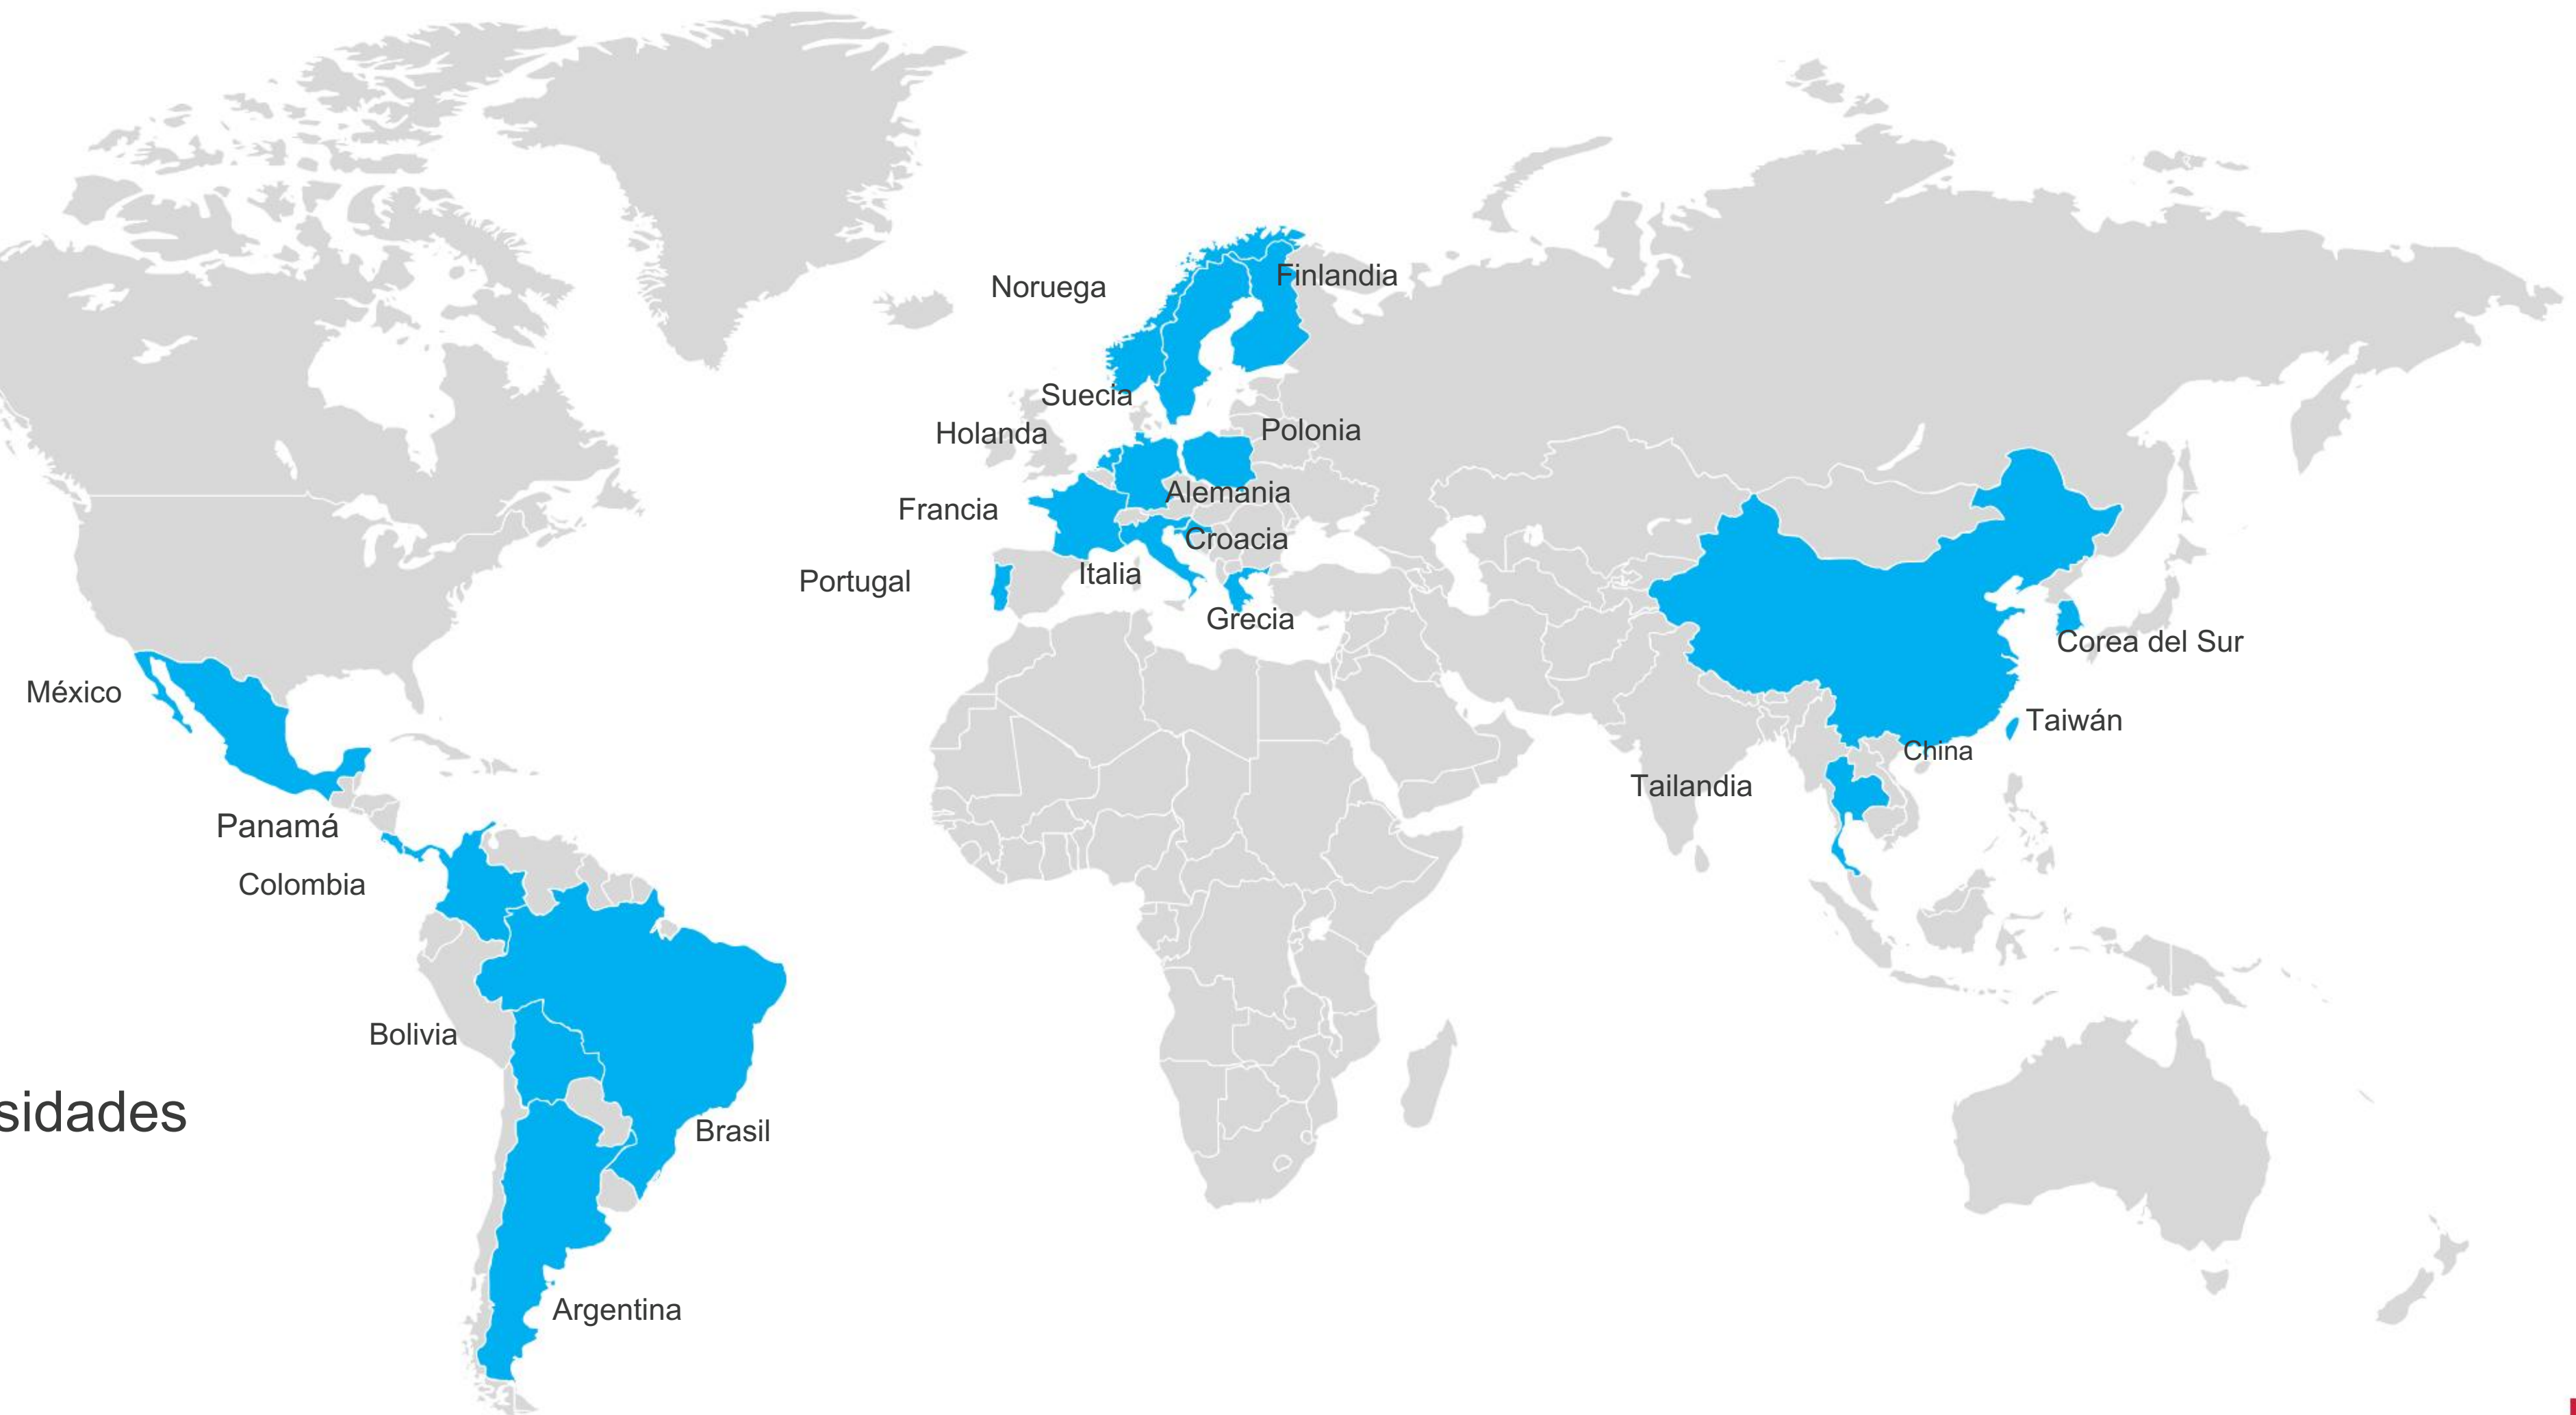 Finlandia
Noruega
Suecia
Holanda
Polonia
Alemania
Francia
Croacia
Italia
Portugal
Grecia
Corea del Sur
México
Taiwán
China
Tailandia
Panamá
Colombia
Bolivia
sidades
Brasil
Argentina